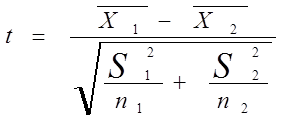 t = (X̅₁ − X̅₂) / √(S₁²/n₁ + S₂²/n₂)